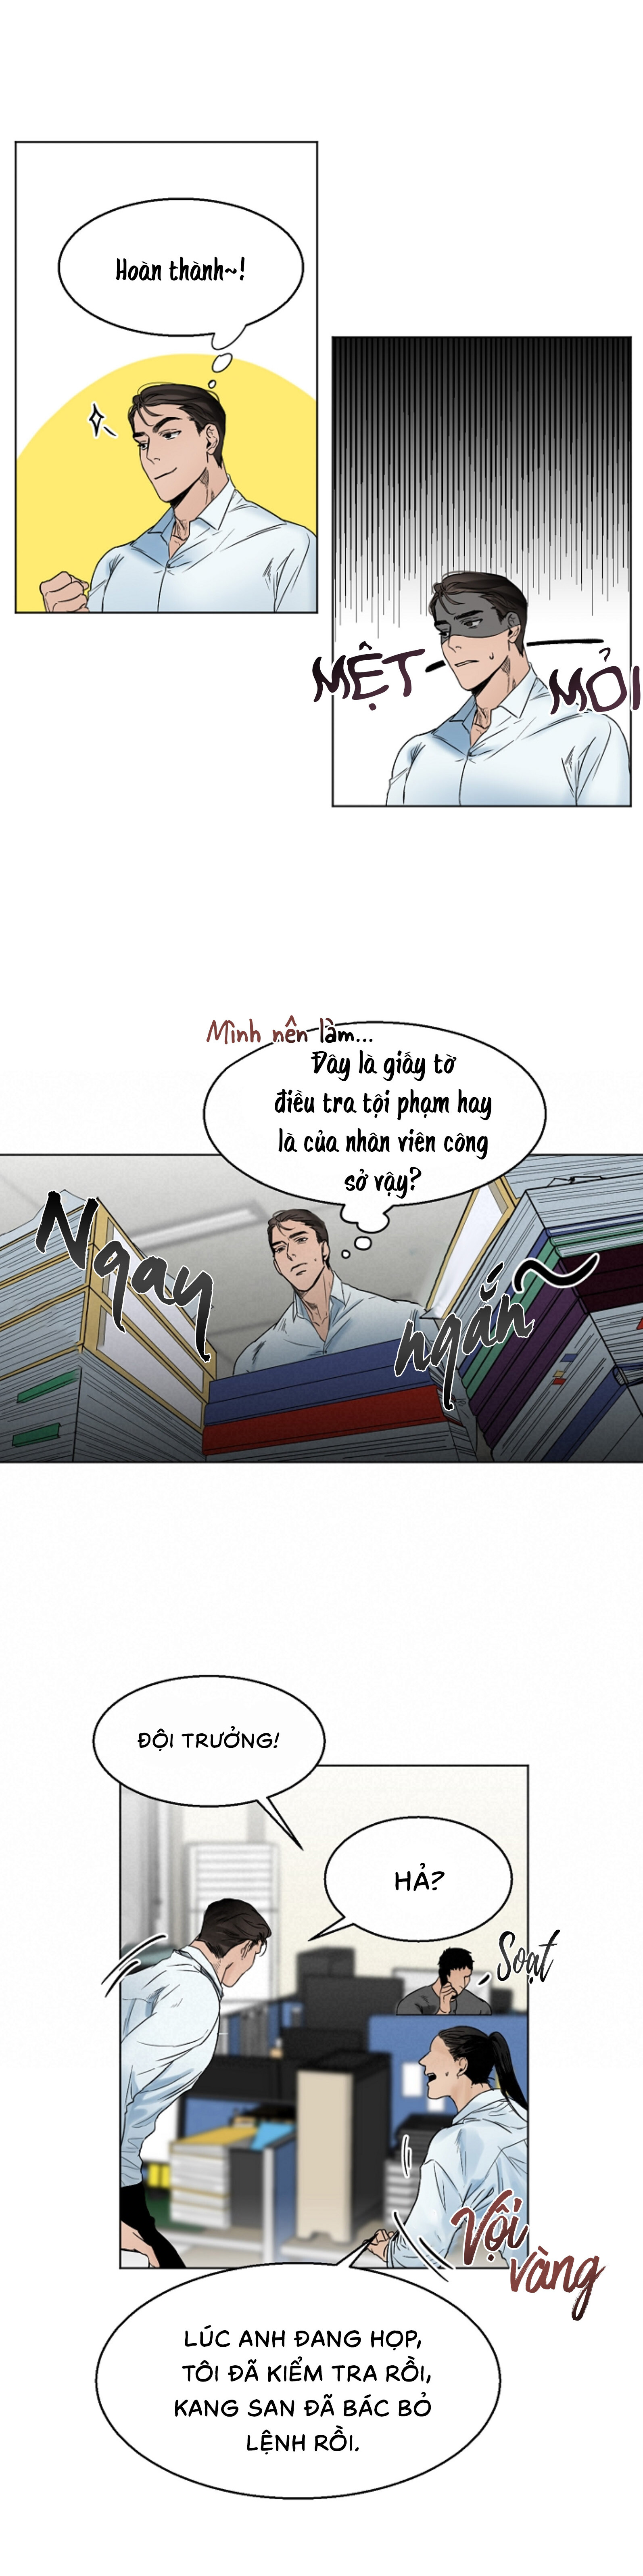 Hoàn thành~!
MỆT
MỎI
Mình nên làm...
Đây là giấy tờ
điều tra tội phạm hay
là của nhân viên công
sở vậy?
Ngay
ngắn~
ĐỘI TRƯỞNG!
HẢ?
Soạt
Vội
vàng
LÚC ANH ĐANG HỌP,
TÔI ĐÃ KIỂM TRA RỒI,
KANG SAN ĐÃ BÁC BỎ
LỆNH RỒI.